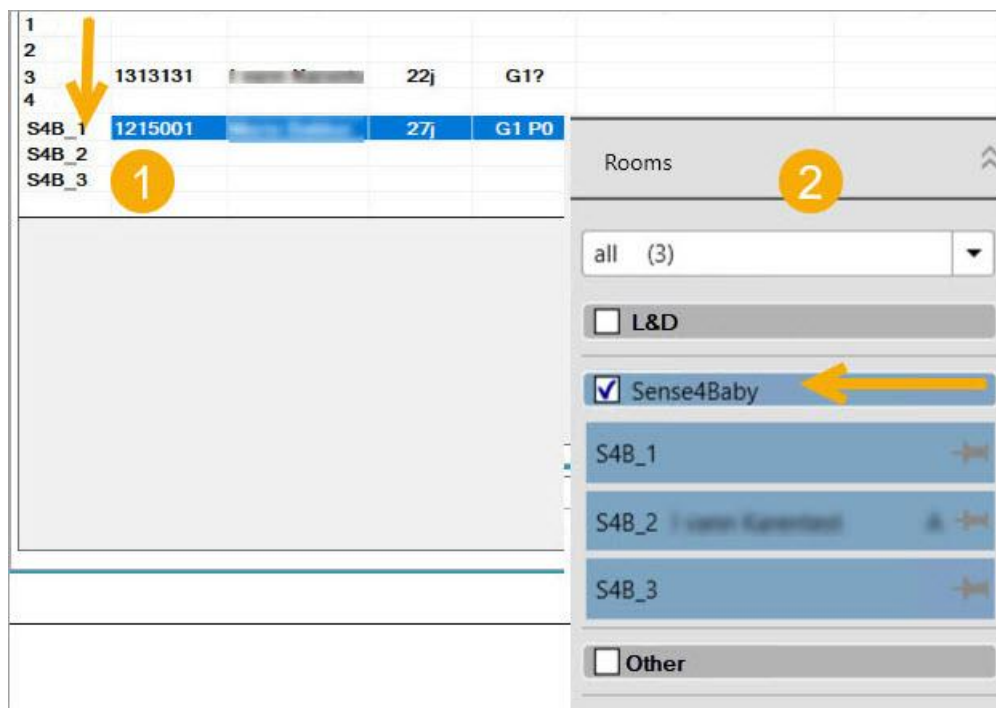 1
2
3 1313131 22j G1?
4
S4B_1 1215001 27j G1 P0
S4B_2
S4B_3
1
Rooms
2
all (3)
L&D
Sense4Baby
S4B_1
S4B_2
S4B_3
Other